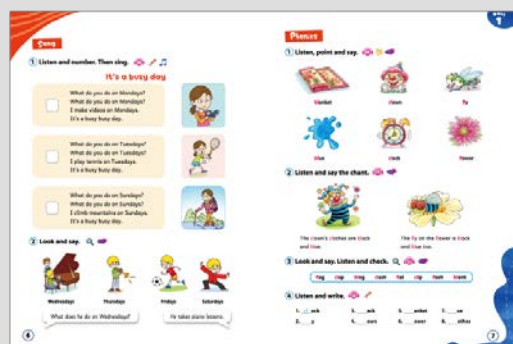 Song
1 Listen and number. Then sing.
It's a busy day
What do you do on Mondays?
What do you do on Mondays?
I make videos on Mondays.
It's a busy busy day.
What do you do on Tuesdays?
What do you do on Tuesdays?
I play tennis on Tuesdays.
It's a busy busy day.
What do you do on Sundays?
What do you do on Sundays?
I climb mountains on Sundays.
It's a busy busy day.
2 Look and say.
Wednesdays Thursdays Fridays Saturdays
What does he do on Wednesdays? He takes piano lessons.
6
1
Phonics
1 Listen, point and say.
blanket clown fly
blue clock flower
2 Listen and say the chant.
The clown's clothes are black
and blue.
The fly on the flower is black
and blue too.
3 Look and say. Listen and check.
4 Listen and write.
7